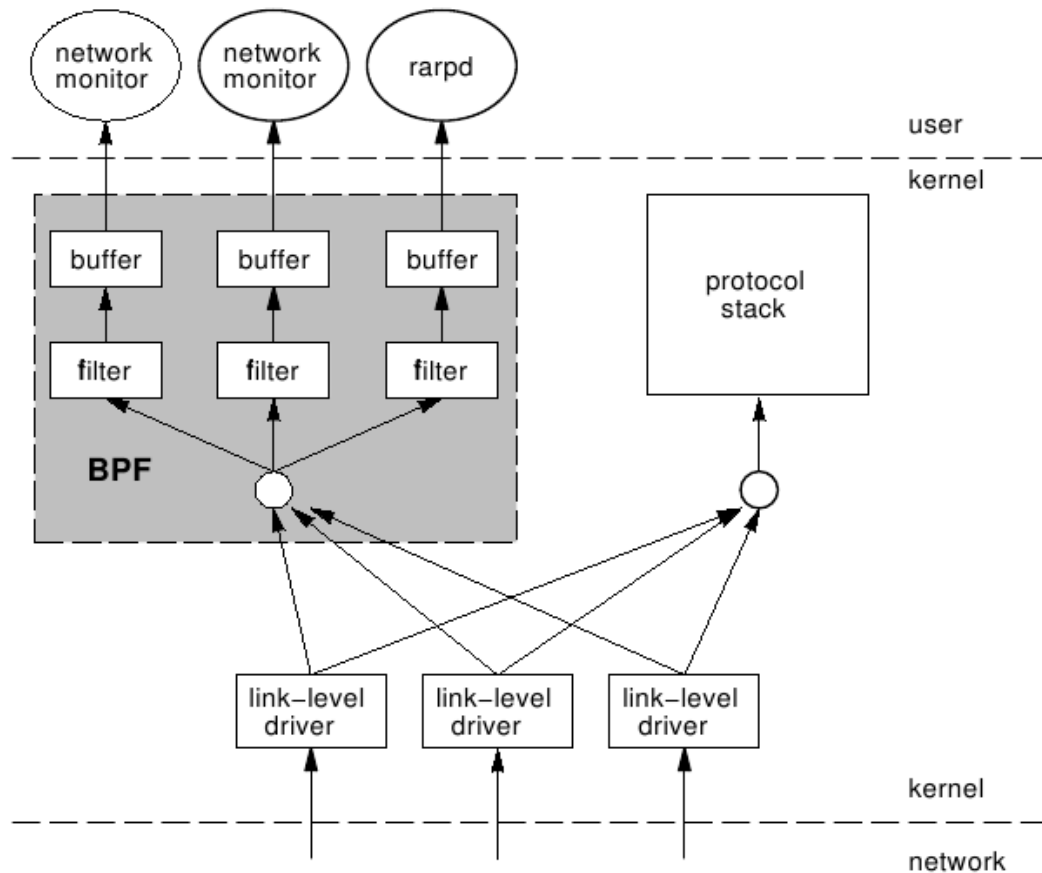 network
monitor
network
monitor
rarpd
user
kernel
buffer
buffer
buffer
protocol
stack
filter
filter
filter
BPF
link-level
driver
link-level
driver
link-level
driver
kernel
network